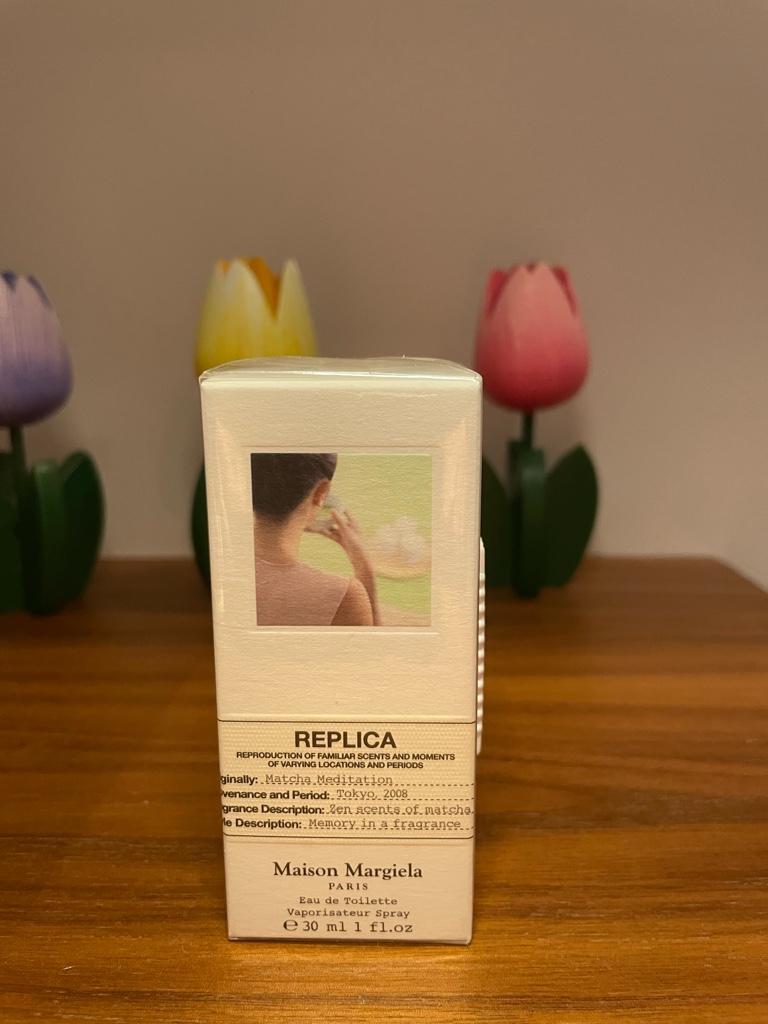 REPLICA
REPRODUCTION OF FAMILIAR SCENTS AND MOMENTS
OF VARYING LOCATIONS AND PERIODS
ginally: Matcha Meditation
venance and Period: Tokyo, 2008
grance Description: Zen scents of matcha
le Description: Memory in a fragrance
Maison Margiela
PARIS
Eau de Toilette
Vaporisateur Spray
℮ 30 ml 1 fl.oz